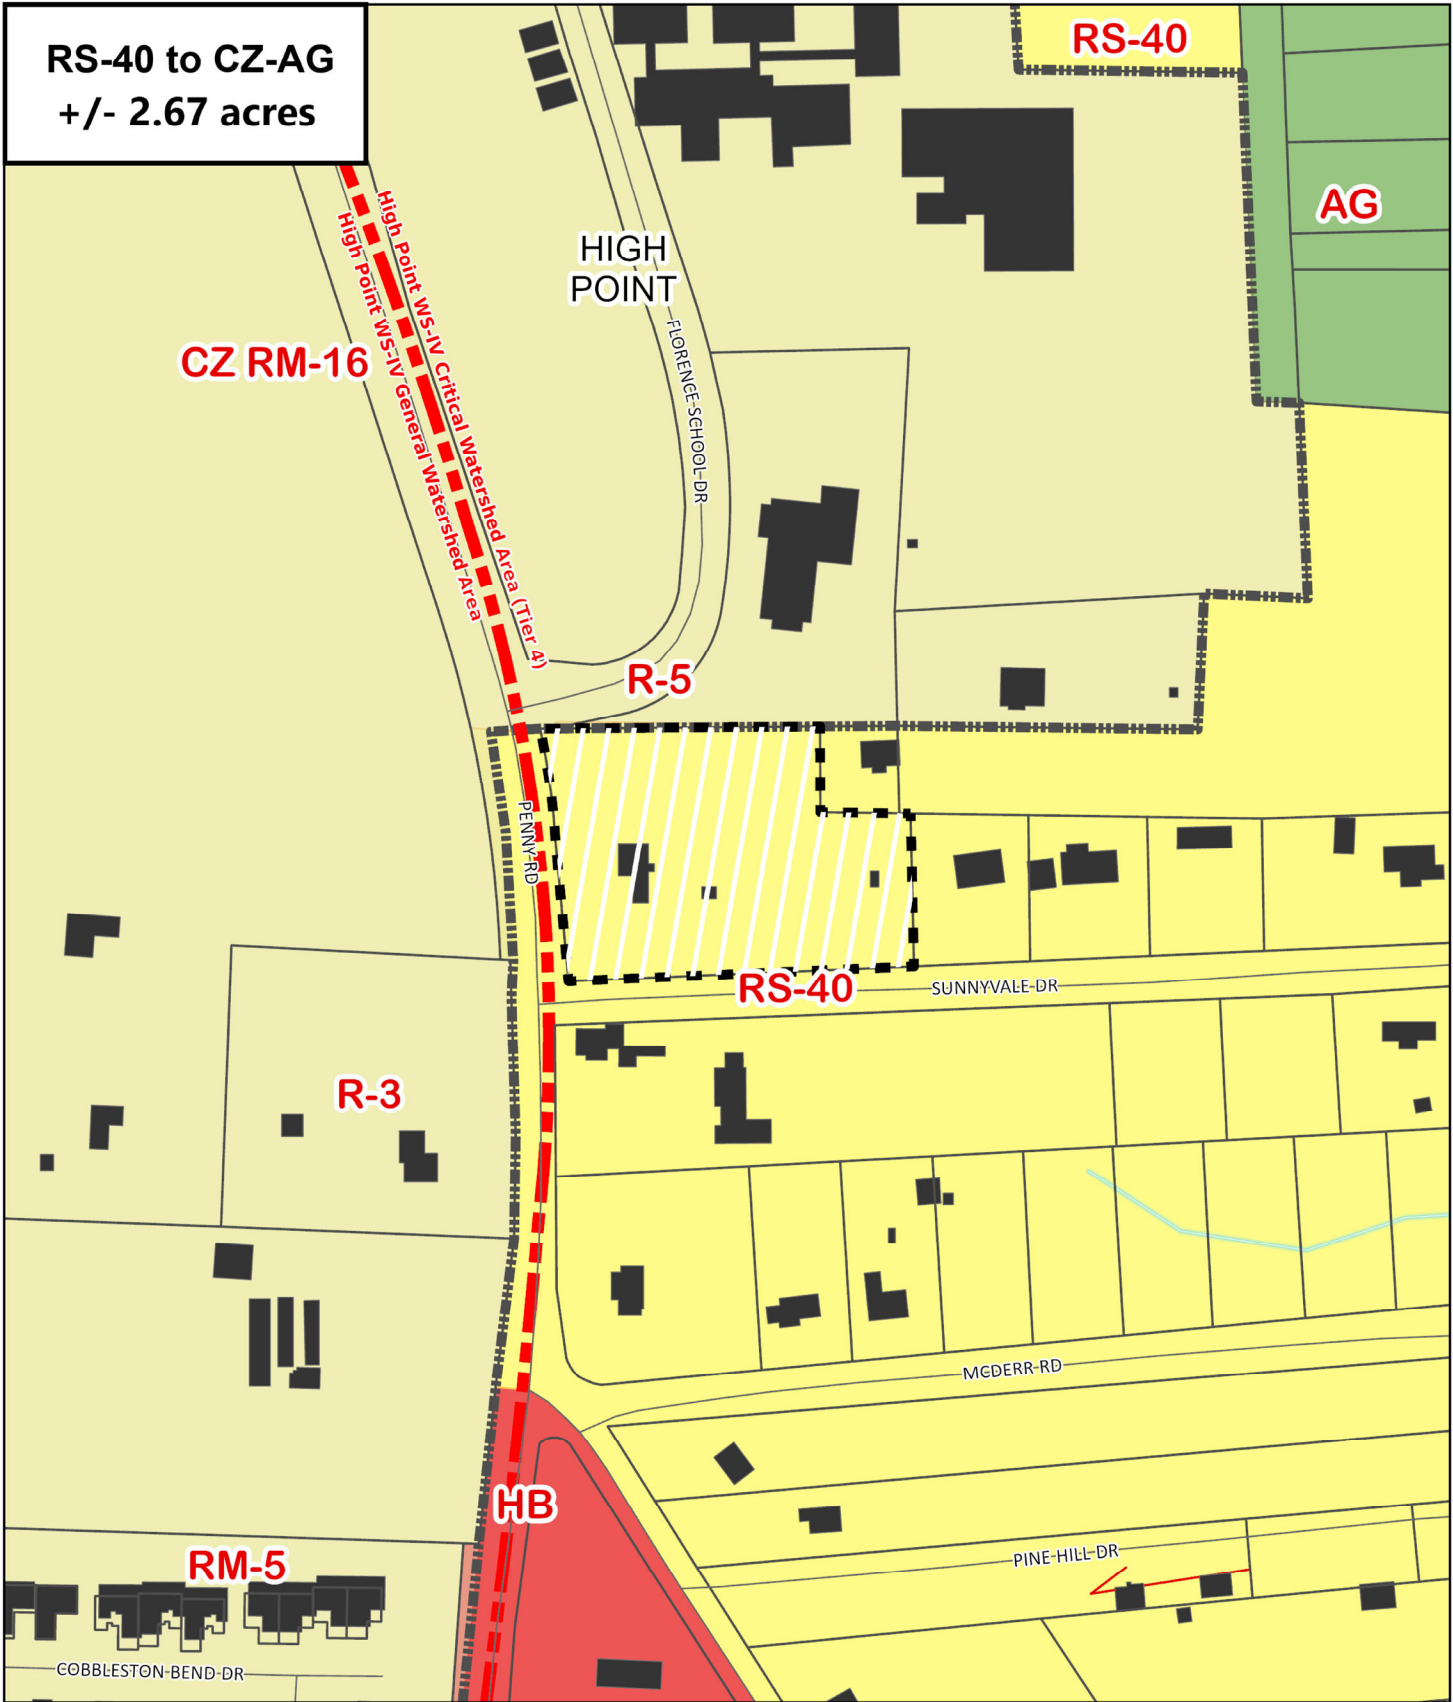 RS-40 to CZ-AG
+/- 2.67 acres
RS-40
AG
High Point WS-IV Critical Watershed Area (Tier 4)
High Point WS-IV General Watershed Area
HIGH
POINT
CZ RM-16
FLORENCE SCHOOL DR
R-5
PENNY RD
RS-40
SUNNYVALE DR
R-3
MCDERR RD
HB
RM-5
PINE HILL DR
COBBLESTON BEND DR